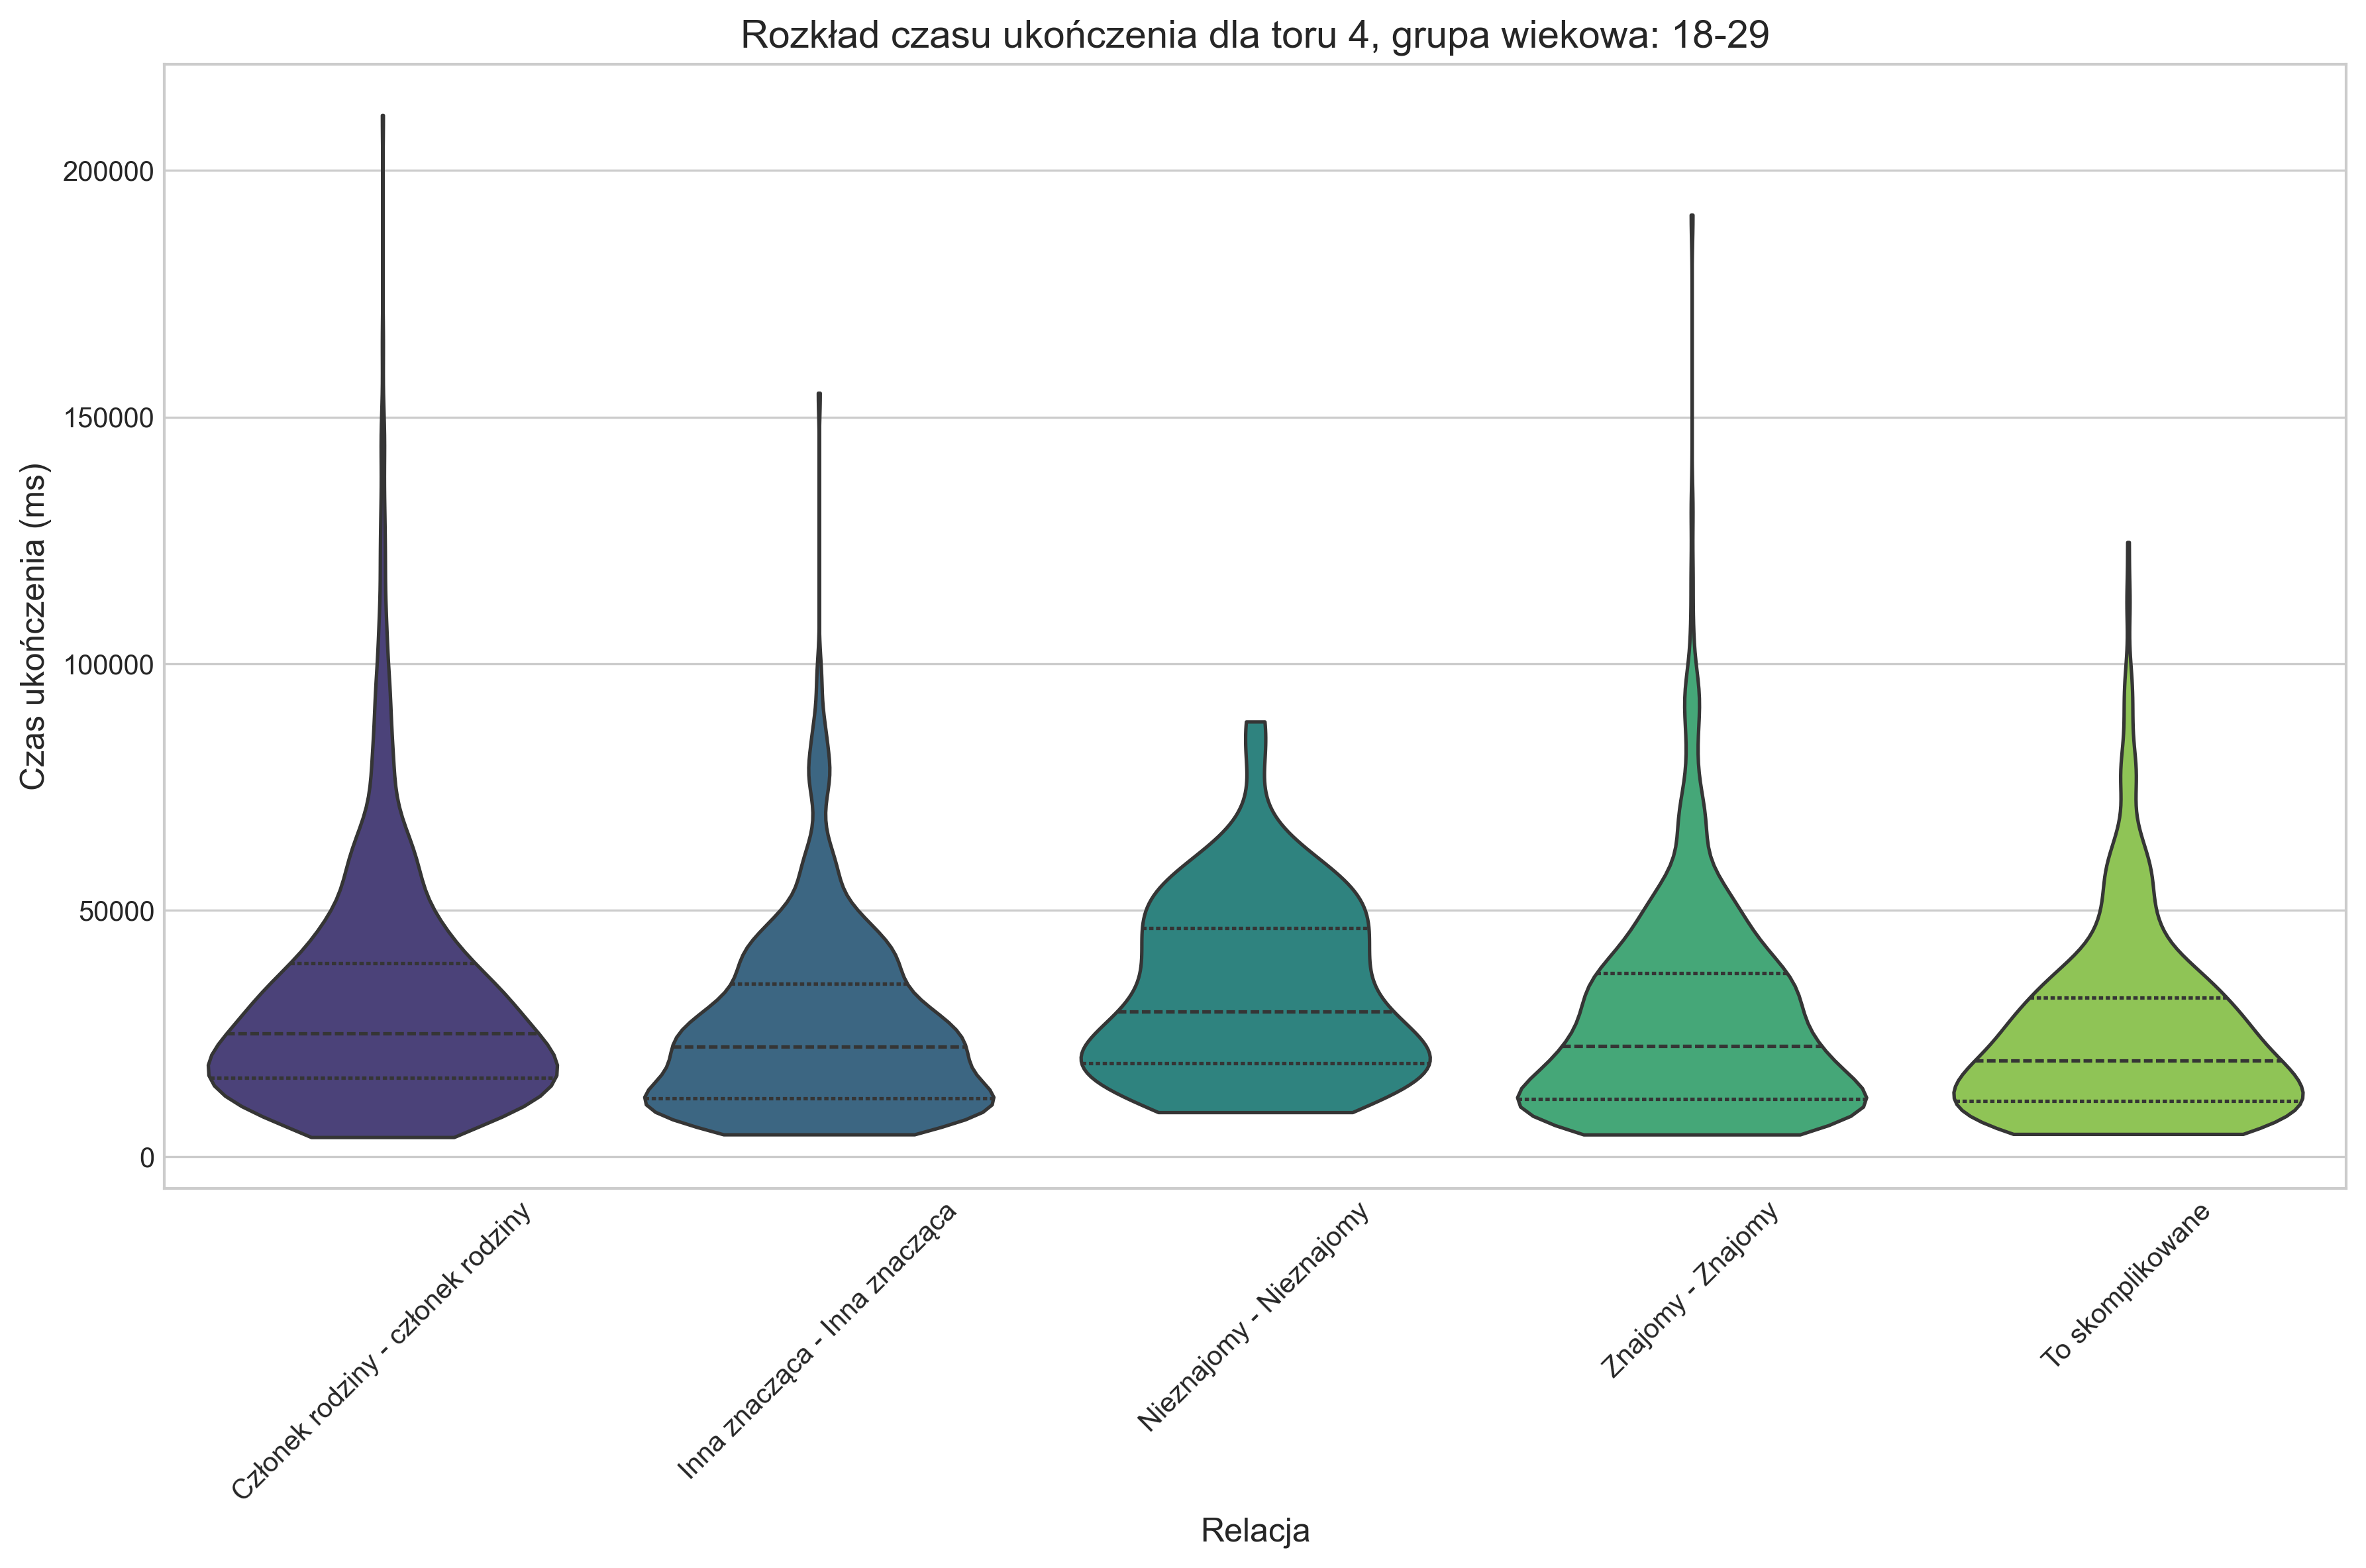 Rozkład czasu ukończenia dla toru 4, grupa wiekowa: 18-29
Czas ukończenia (ms)
200000
150000
100000
50000
0
Członek rodziny - członek rodziny
Inna znacząca - Inna znacząca
Nieznajomy - Nieznajomy
Znajomy - Znajomy
To skomplikowane
Relacja